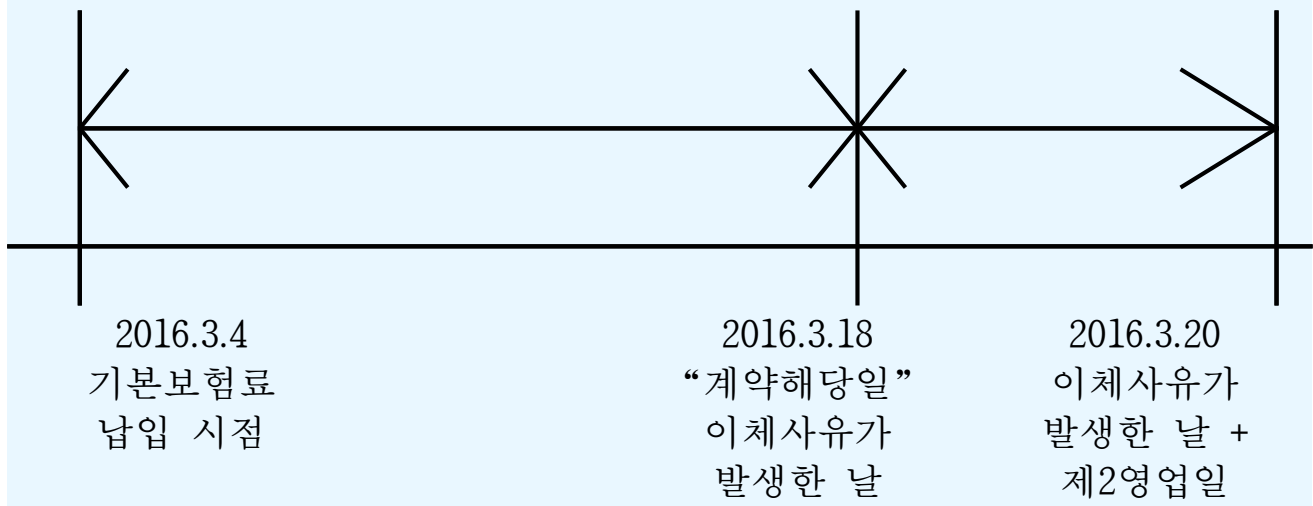 2016.3.4
기본보험료
납입 시점
2016.3.18
“계약해당일”
이체사유가
발생한 날
2016.3.20
이체사유가
발생한 날 +
제2영업일